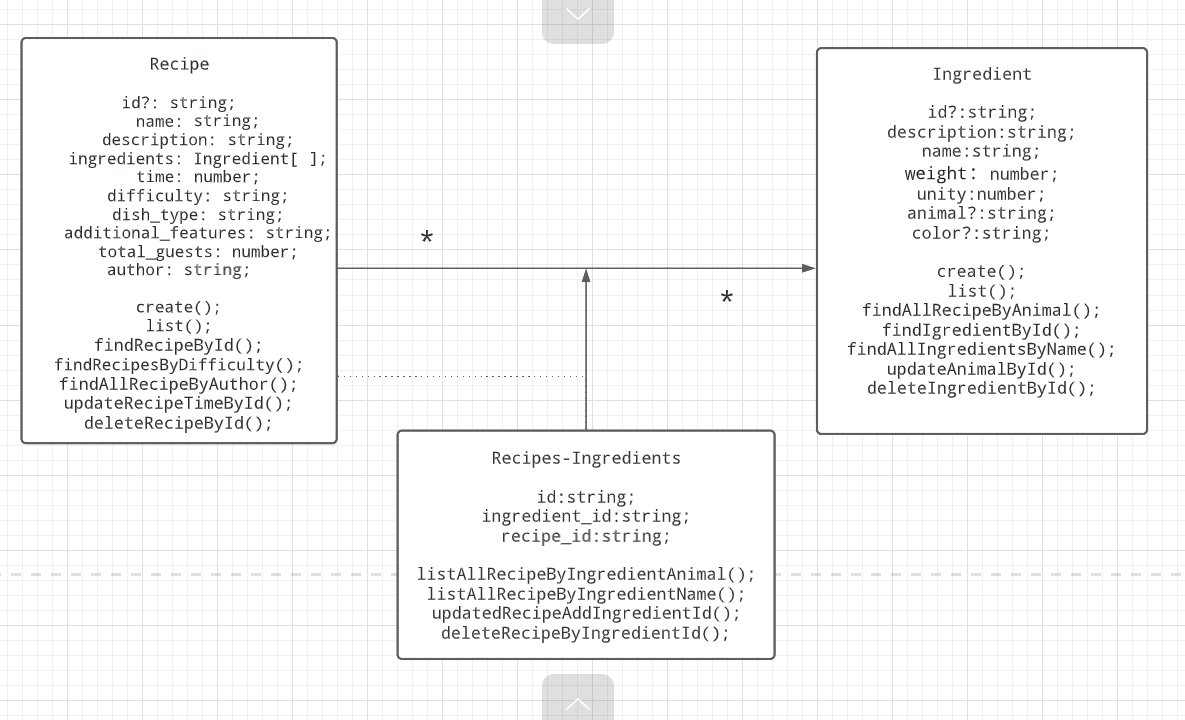 Recipe
id?: string;
name: string;
description: string;
ingredients: Ingredient[ ];
time: number;
difficulty: string;
dish_type: string;
additional_features: string;
total_guests: number;
author: string;
create();
list();
findRecipeById();
findRecipesByDifficulty();
findAllRecipeByAuthor();
updateRecipeTimeById();
deleteRecipeById();
*
*
Ingredient
id?:string;
description:string;
name:string;
weight: number;
unity:number;
animal?:string;
color?:string;
create();
list();
findAllRecipeByAnimal();
findIgredientById();
findAllIngredientsByName();
updateAnimalById();
deleteIngredientById();
Recipes-Ingredients
id:string;
ingredient_id:string;
recipe_id:string;
listAllRecipeByIngredientAnimal();
listAllRecipeByIngredientName();
updatedRecipeAddIngredientId();
deleteRecipeByIngredientId();